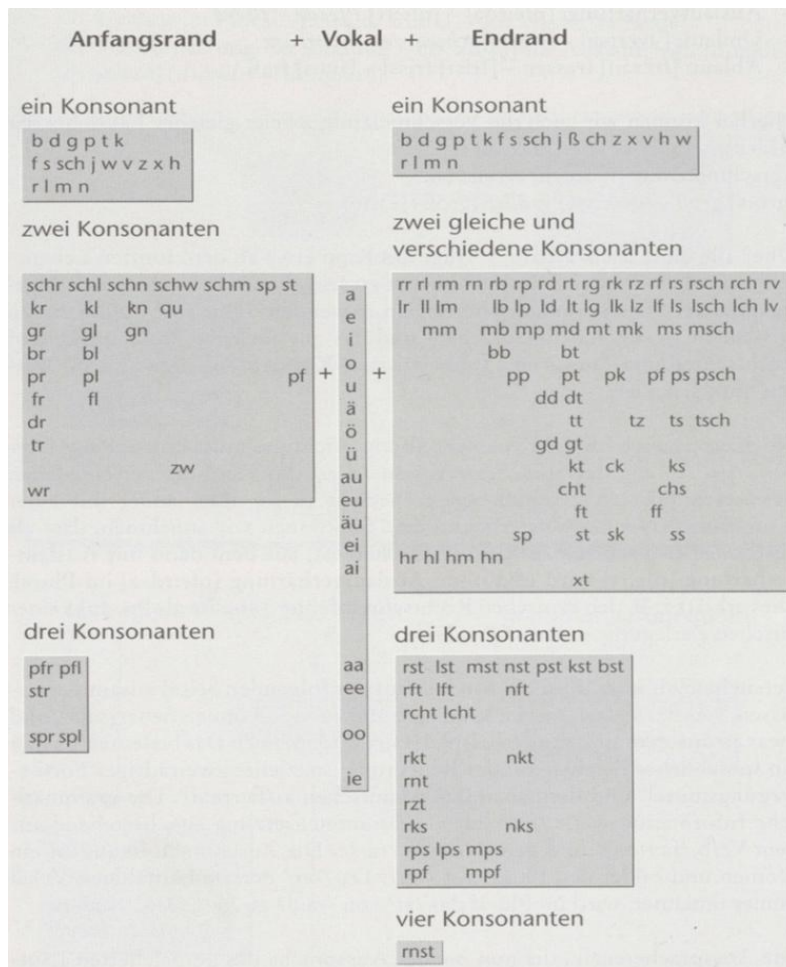 Anfangsrand + Vokal + Endrand
ein Konsonant
b d g p t k
f s sch j w v z x h
r l m n
zwei Konsonanten
schr schl schn schw schm sp st
kr kl kn qu
gr gl gn
br bl
pr pl pf
fr fl
dr
tr
zw
wr
drei Konsonanten
pfr pfl
str
spr spl
+
a
e
i
o
u
ä
ö
ü
au
eu
äu
ei
ai
aa
ee
oo
ie
+
ein Konsonant
b d g p t k f s sch j ß ch z x v h w
r l m n
zwei gleiche und
verschiedene Konsonanten
rr rl rm rn rb rp rd rt rg rk rz rf rs rsch rch rv
lr ll lm lb lp ld lt lg lk lz lf ls lsch lch lv
mm mb mp md mt mk ms msch
bb bt
pp pt pk pf ps psch
dd dt
tt tz ts tsch
gd gt
kt ck ks
cht chs
ft ff
sp st sk ss
hr hl hm hn
xt
drei Konsonanten
rst lst mst nst pst kst bst
rft lft nft
rcht lcht
rkt nkt
rnt
rzt
rks nks
rps lps mps
rpf mpf
vier Konsonanten
rnst